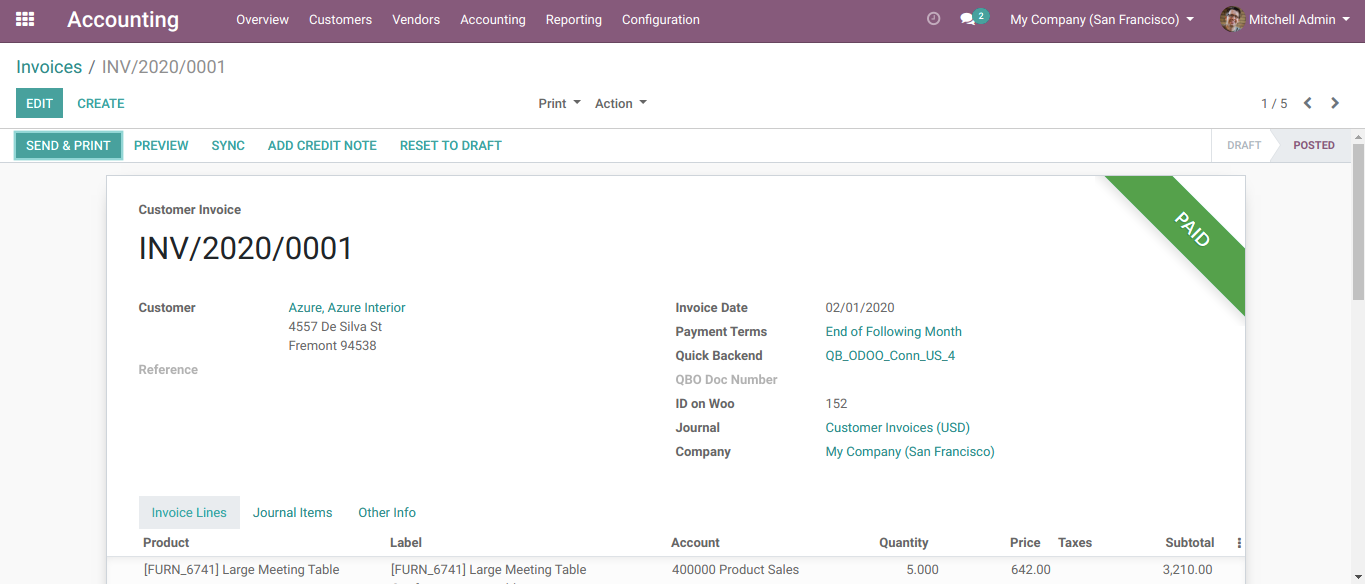 Accounting Overview Customers Vendors Accounting Reporting Configuration 2 My Company (San Francisco) Mitchell Admin
Invoices / INV/2020/0001
EDIT CREATE Print Action 1 / 5
SEND & PRINT PREVIEW SYNC ADD CREDIT NOTE RESET TO DRAFT DRAFT POSTED
Customer Invoice
PAID
INV/2020/0001
Customer Azure, Azure Interior Invoice Date 02/01/2020
4557 De Silva St Payment Terms End of Following Month
Fremont 94538 Quick Backend QB_ODOO_Conn_US_4
Reference QBO Doc Number
ID on Woo 152
Journal Customer Invoices (USD)
Company My Company (San Francisco)
Invoice Lines Journal Items Other Info
Product Label Account Quantity Price Taxes Subtotal
[FURN_6741] Large Meeting Table [FURN_6741] Large Meeting Table 400000 Product Sales 5.000 642.00 3,210.00